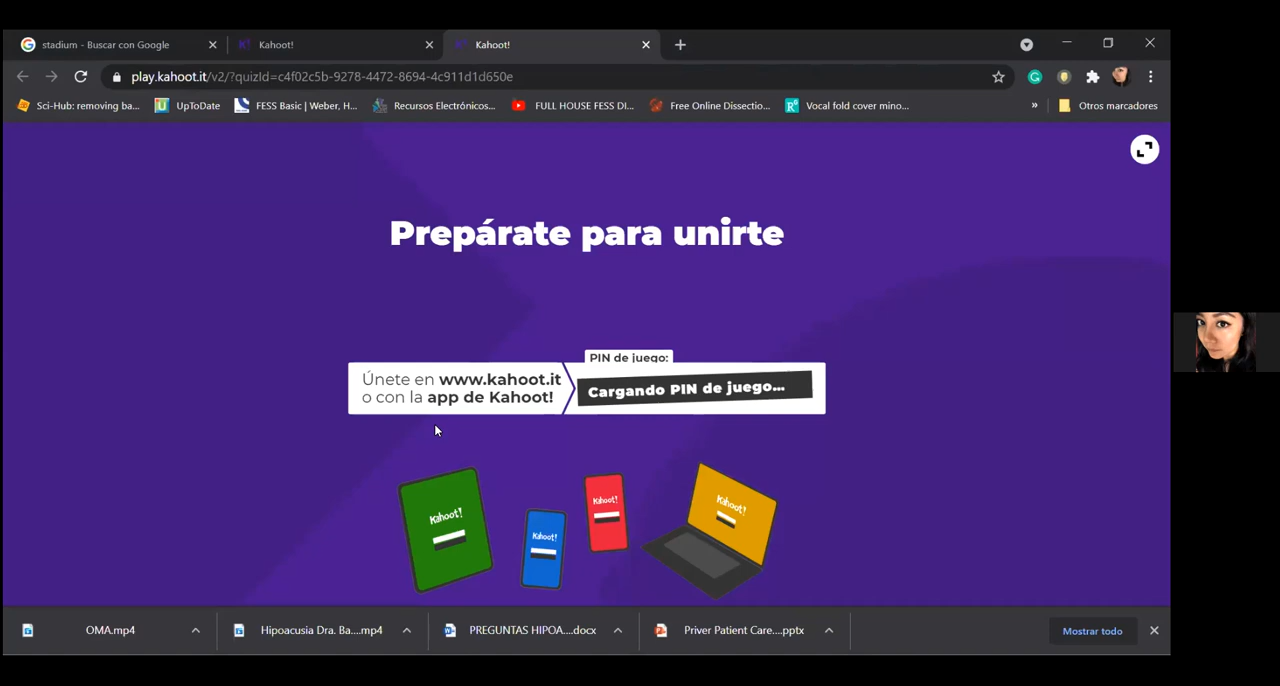 stadium - Buscar con Google
Kahoot!
Kahoot!
play.kahoot.it/v2/?quizId=c4f02c5b-9278-4472-8694-4c911d1d650e
Sci-Hub: removing ba...
UpToDate
FESS Basic | Weber, H...
Recursos Electrónicos...
FULL HOUSE FESS DI...
Free Online Dissectio...
Vocal fold cover mino...
»
Otros marcadores
Prepárate para unirte
PIN de juego:
Únete en www.kahoot.it
o con la app de Kahoot!
Cargando PIN de juego...
Kahoot!
Kahoot!
Kahoot!
Kahoot!
OMA.mp4
Hipoacusia Dra. Ba....mp4
PREGUNTAS HIPOA....docx
Priver Patient Care....pptx
Mostrar todo